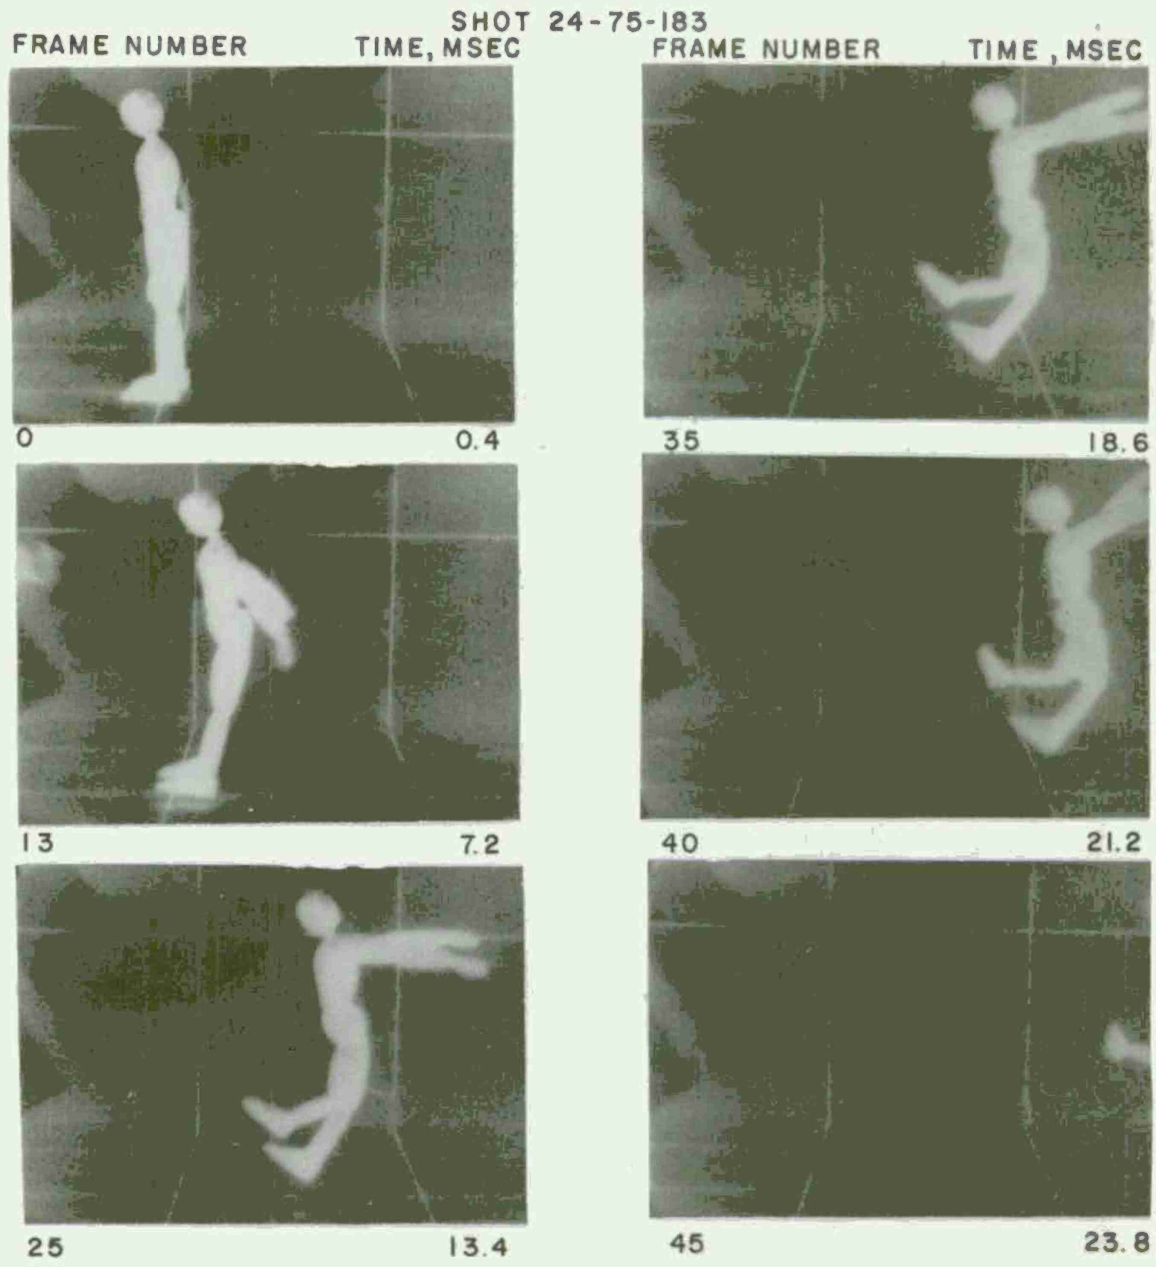 SHOT 24-75-183
FRAME NUMBER TIME, MSEC FRAME NUMBER TIME, MSEC
0 0.4 35 18.6
13 7.2 40 21.2
25 13.4 45 23.8